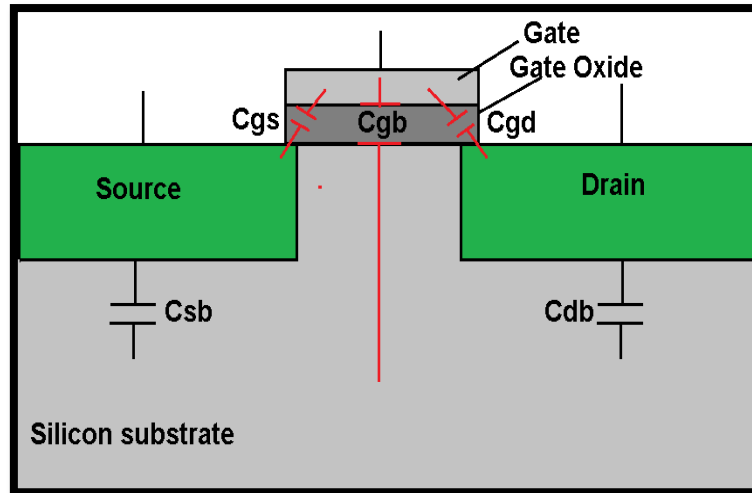 Gate
Gate Oxide
Cgs
Cgb
Cgd
Source
Drain
Csb
Cdb
Silicon substrate